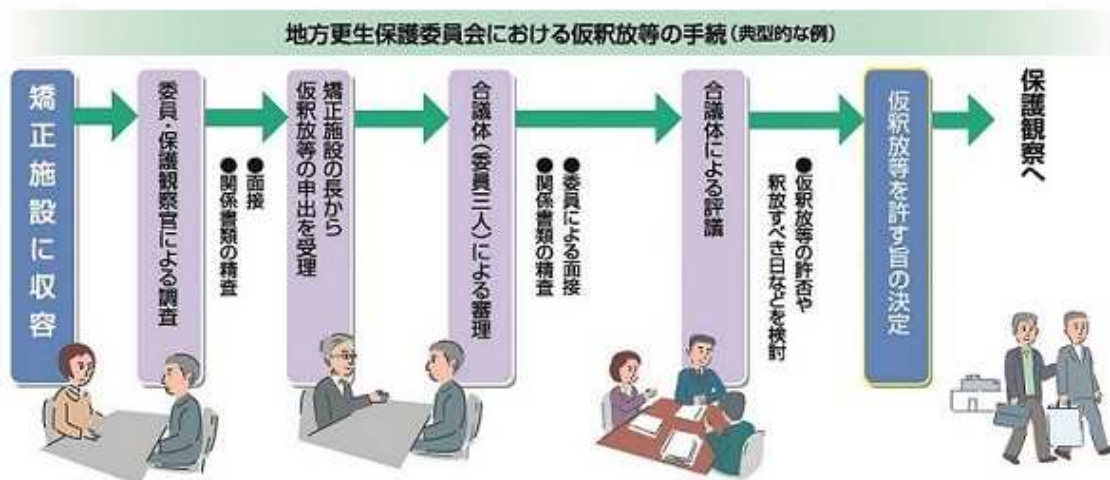 地方更生保護委員会における仮釈放等の手続(典型的な例)
矯正施設に収容
委員・保護観察官による調査
●面接
●関係書類の精査
矯正施設の長から
仮釈放等の申出を受理
合議体(委員三人)による審理
●委員による面接
●関係書類の精査
合議体による評議
●仮釈放等の許否や
釈放すべき日などを検討
仮釈放等を許す旨の決定
保護観察へ